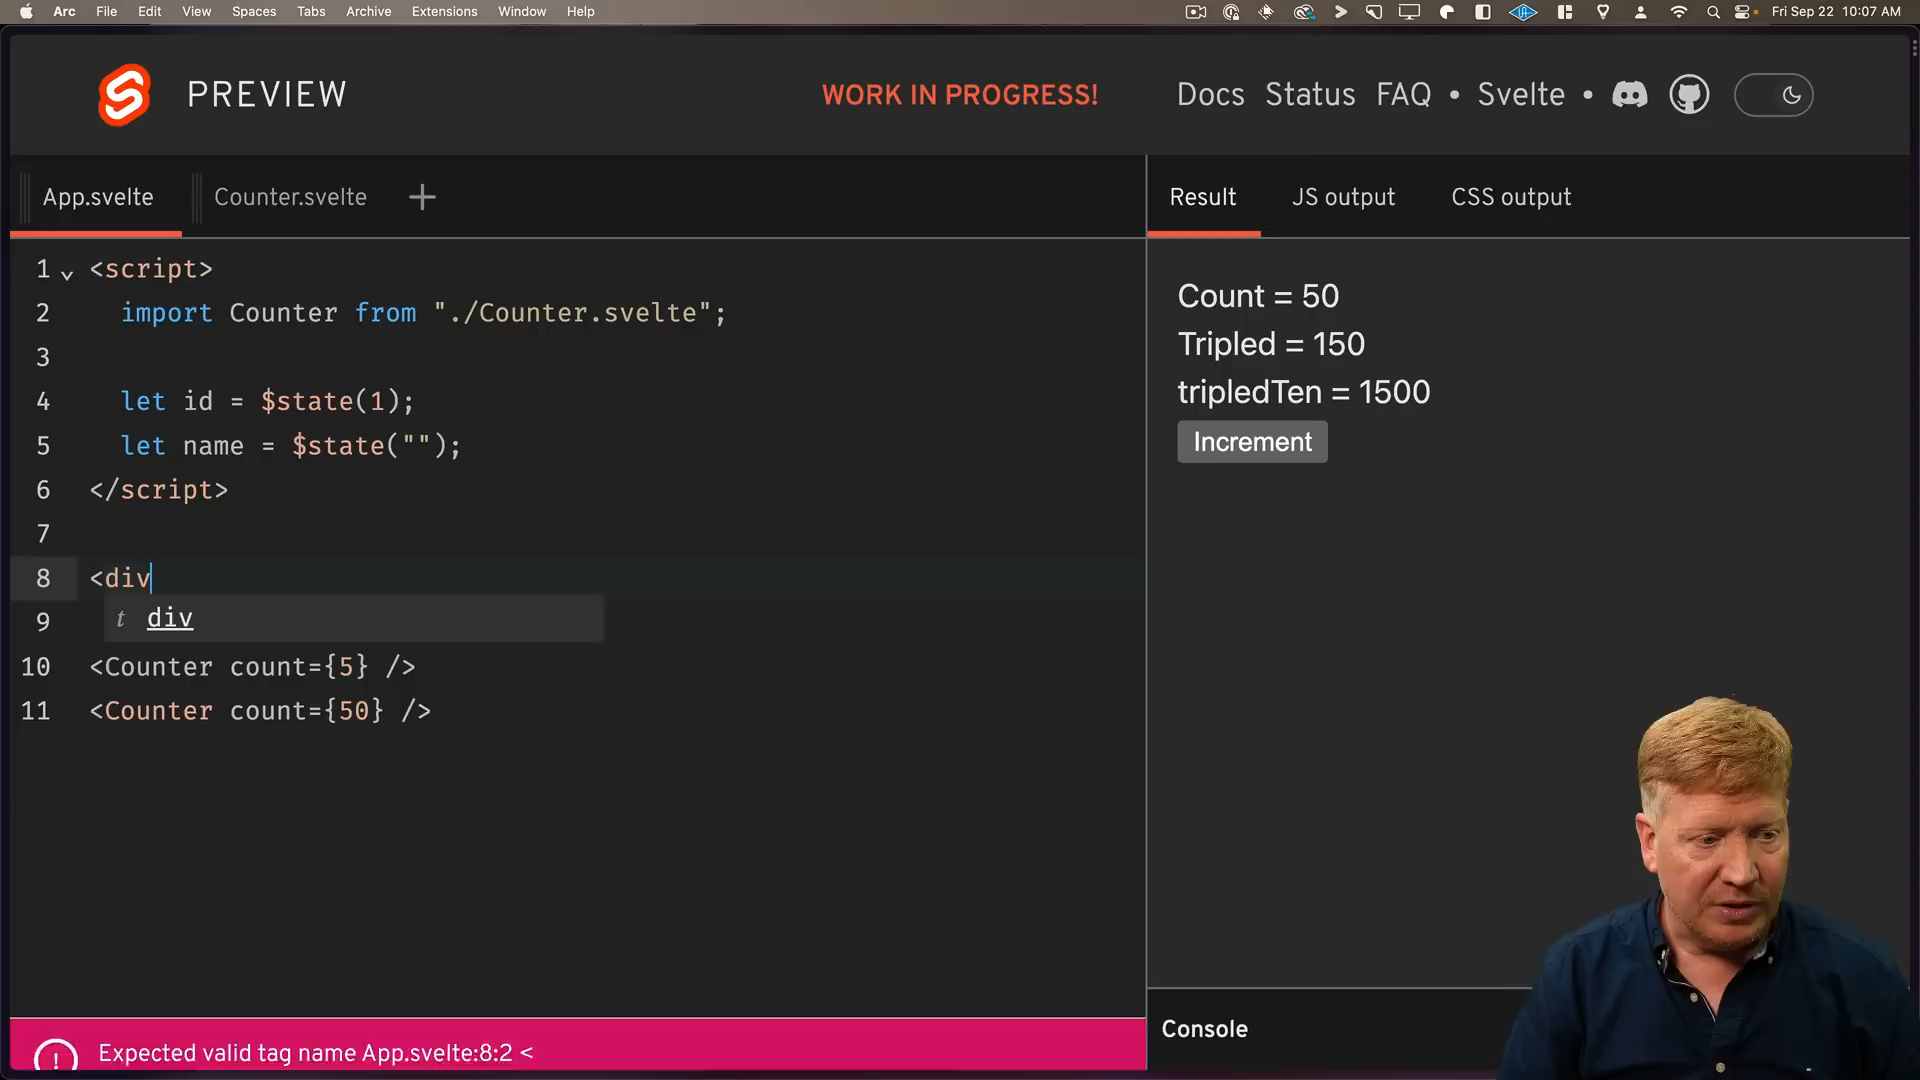 Arc File Edit View Spaces Tabs Archive Extensions Window Help Fri Sep 22 10:07 AM
PREVIEW WORK IN PROGRESS! Docs Status FAQ • Svelte •
App.svelte Counter.svelte +
Result JS output CSS output
1 <script>
2 import Counter from "./Counter.svelte";
3
4 let id = $state(1);
5 let name = $state("");
6 </script>
7
8 <div
t div
9
10 <Counter count={5} />
11 <Counter count={50} />
Expected valid tag name App.svelte:8:2 <
Count = 50
Tripled = 150
tripledTen = 1500
Increment
Console